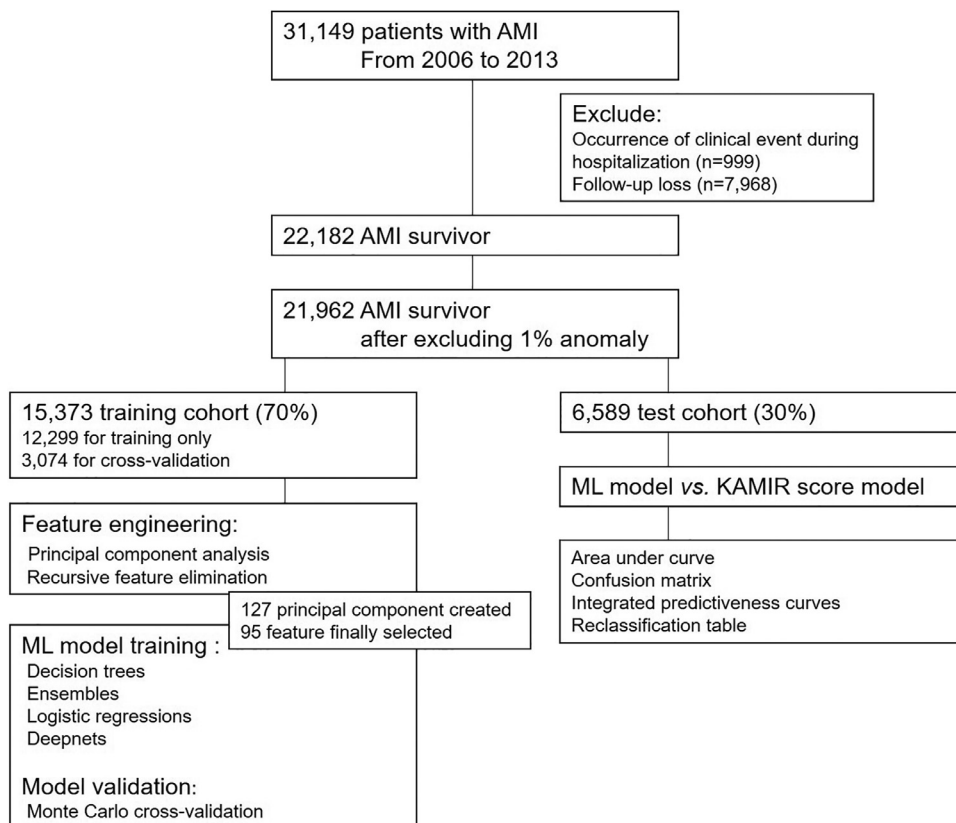 31,149 patients with AMI
From 2006 to 2013
Exclude:
Occurrence of clinical event during
hospitalization (n=999)
Follow-up loss (n=7,968)
22,182 AMI survivor
21,962 AMI survivor
after excluding 1% anomaly
15,373 training cohort (70%)
12,299 for training only
3,074 for cross-validation
6,589 test cohort (30%)
ML model vs. KAMIR score model
Feature engineering:
Principal component analysis
Recursive feature elimination
Area under curve
Confusion matrix
Integrated predictiveness curves
Reclassification table
127 principal component created
95 feature finally selected
ML model training :
Decision trees
Ensembles
Logistic regressions
Deepnets
Model validation:
Monte Carlo cross-validation